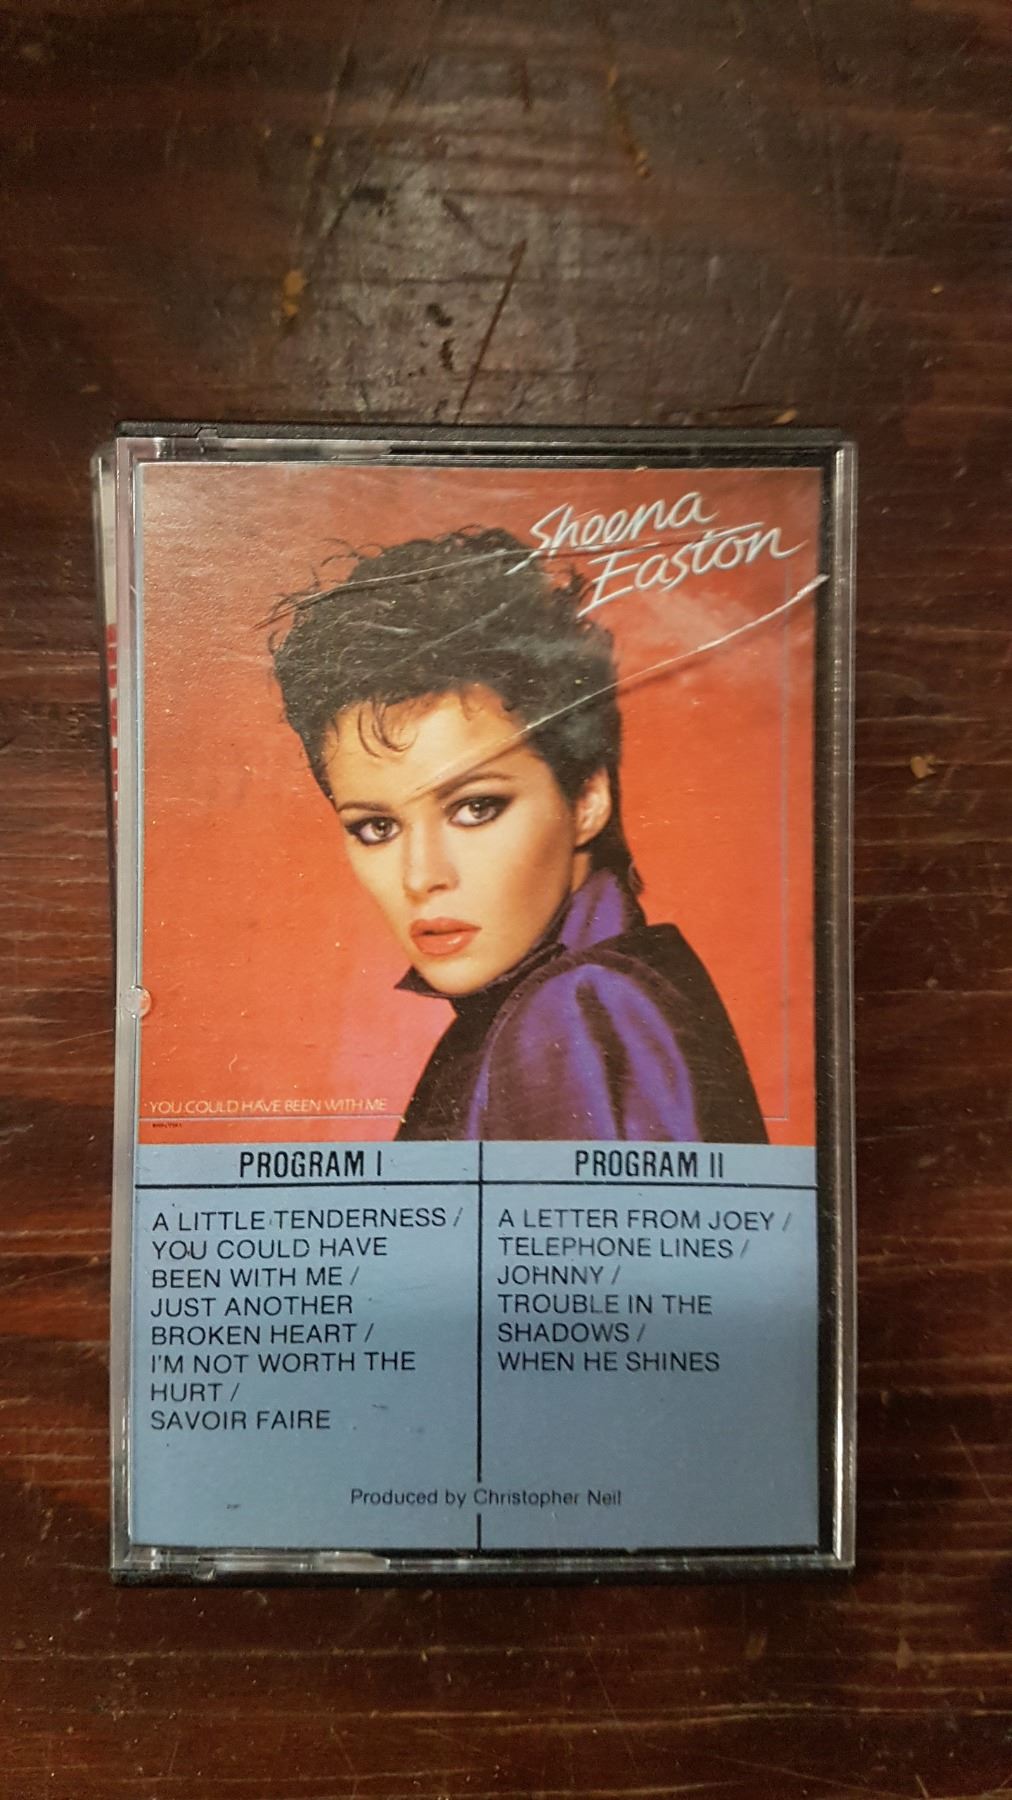 Sheena
Easton
YOU COULD HAVE BEEN WITH ME
PROGRAM I
A LITTLE TENDERNESS /
YOU COULD HAVE
BEEN WITH ME /
JUST ANOTHER
BROKEN HEART /
I'M NOT WORTH THE
HURT /
SAVOIR FAIRE
PROGRAM II
A LETTER FROM JOEY /
TELEPHONE LINES /
JOHNNY /
TROUBLE IN THE
SHADOWS /
WHEN HE SHINES
Produced by Christopher Neil